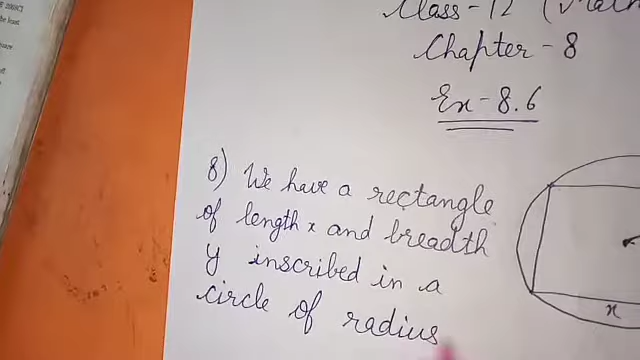 Class - 12 (Math
Chapter - 8
Ex - 8.6
8) We have a rectangle
of length x and breadth
y inscribed in a
circle of radius
x